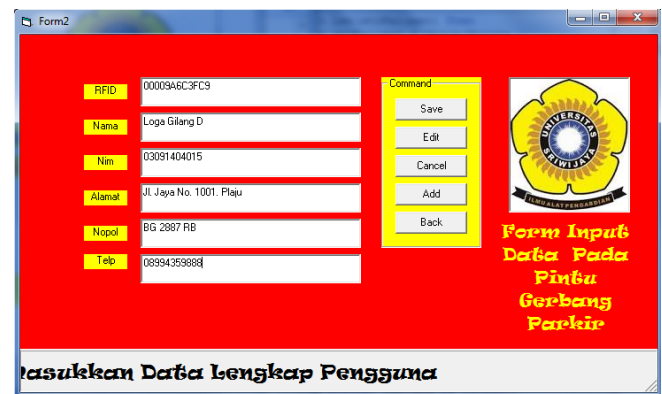 Form2
RFID 00009A6C3FC9
Nama Loga Gilang D
Nim 03091404015
Alamat Jl. Jaya No. 1001. Plaju
Nopol BG 2887 RB
Telp 08994359888
Command
Save
Edit
Cancel
Add
Back
UNIVERSITAS
SRIWIJAYA
ILMU ALAT PENGABDIAN
Form Input
Data Pada
Pintu
Gerbang
Parkir
Data Lengkap Pengguna